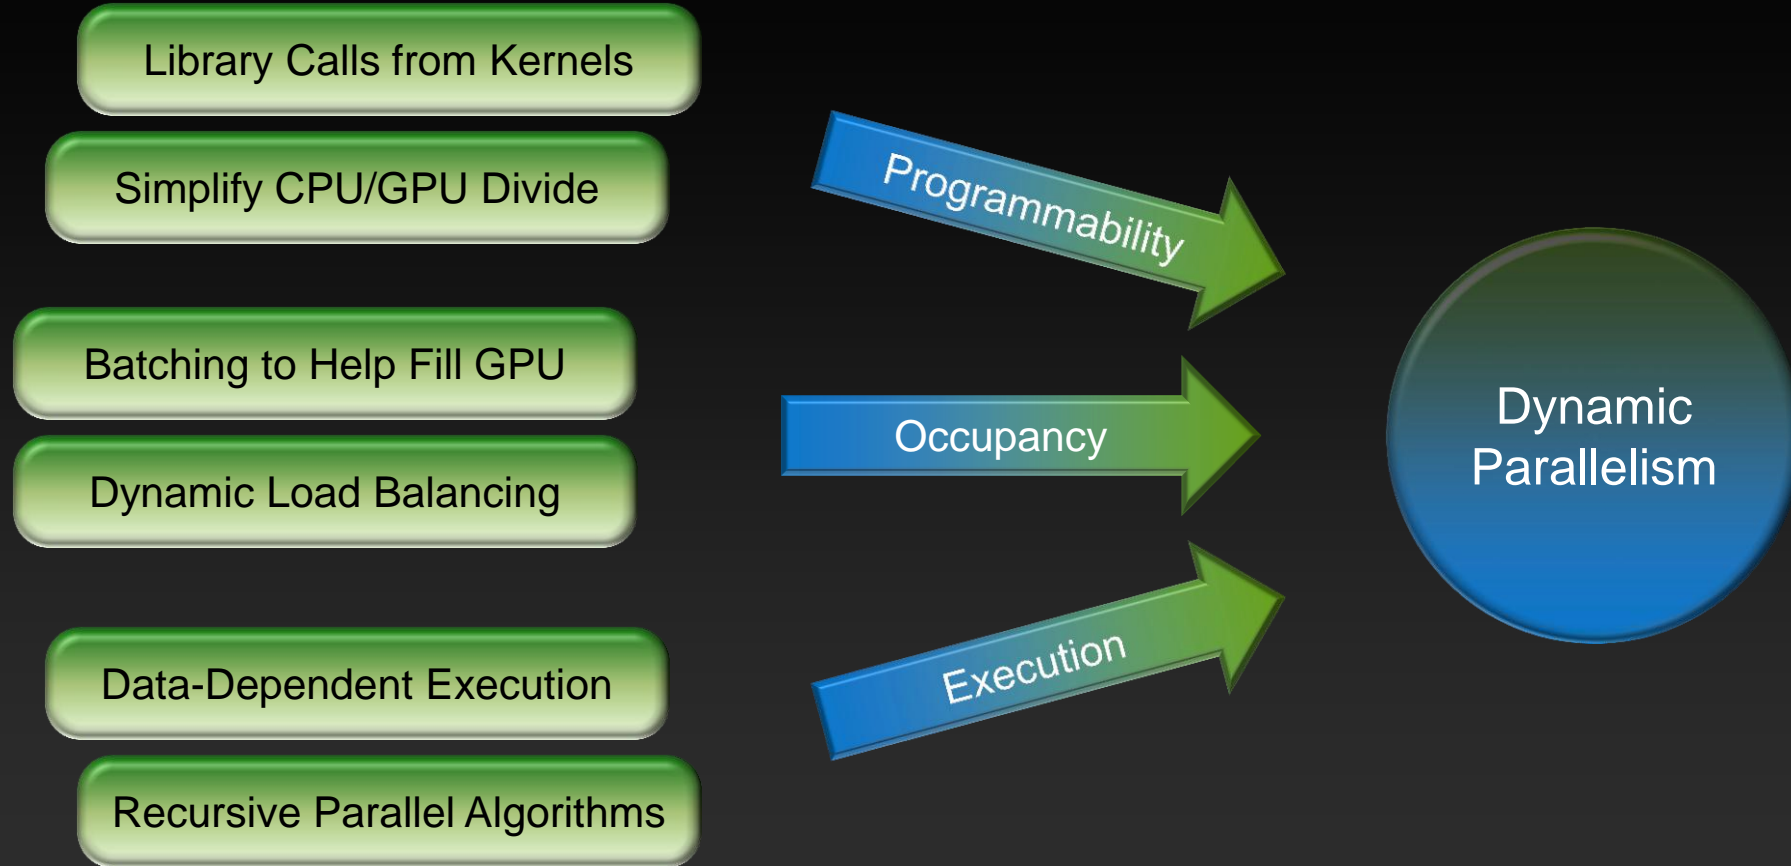 Library Calls from Kernels
Simplify CPU/GPU Divide
Programmability
Batching to Help Fill GPU
Dynamic Load Balancing
Occupancy
Data-Dependent Execution
Recursive Parallel Algorithms
Execution
Dynamic
Parallelism